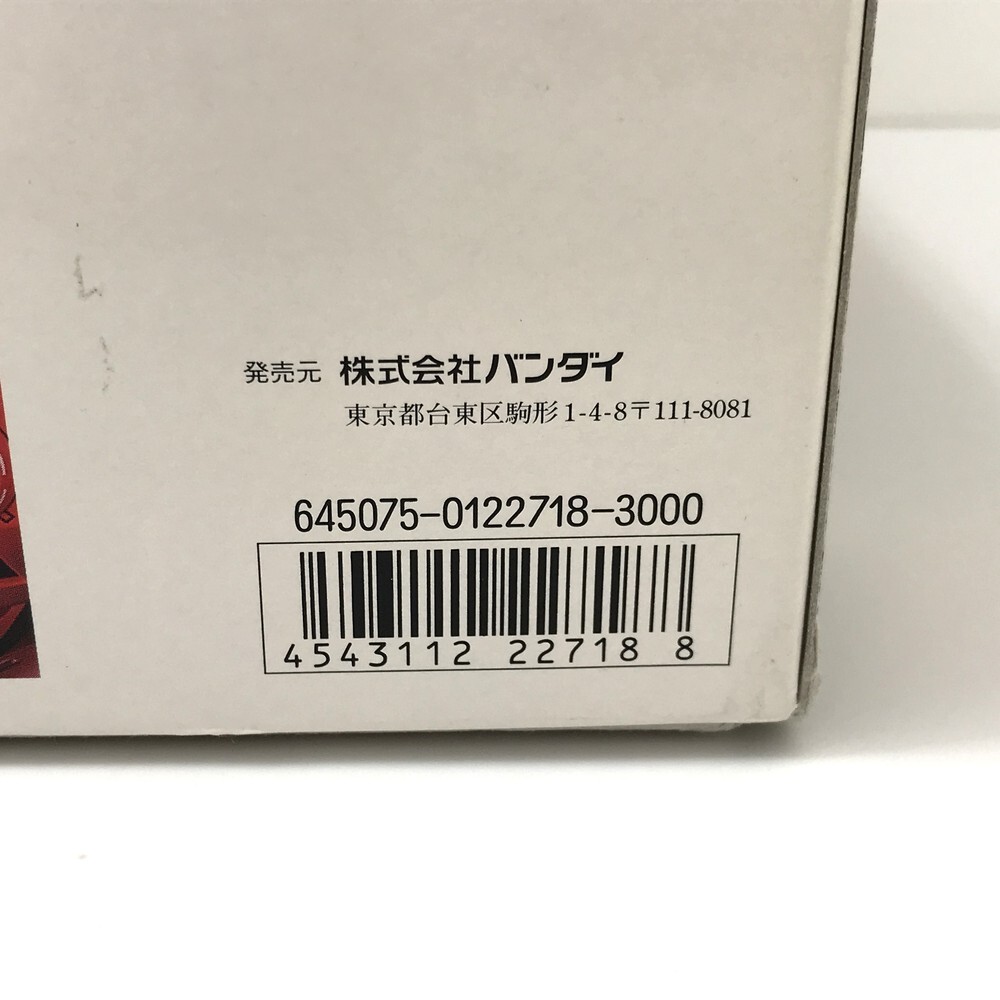 発売元 株式会社バンダイ
東京都台東区駒形1-4-8〒111-8081
645075-0122718-3000
4543112 22718 8